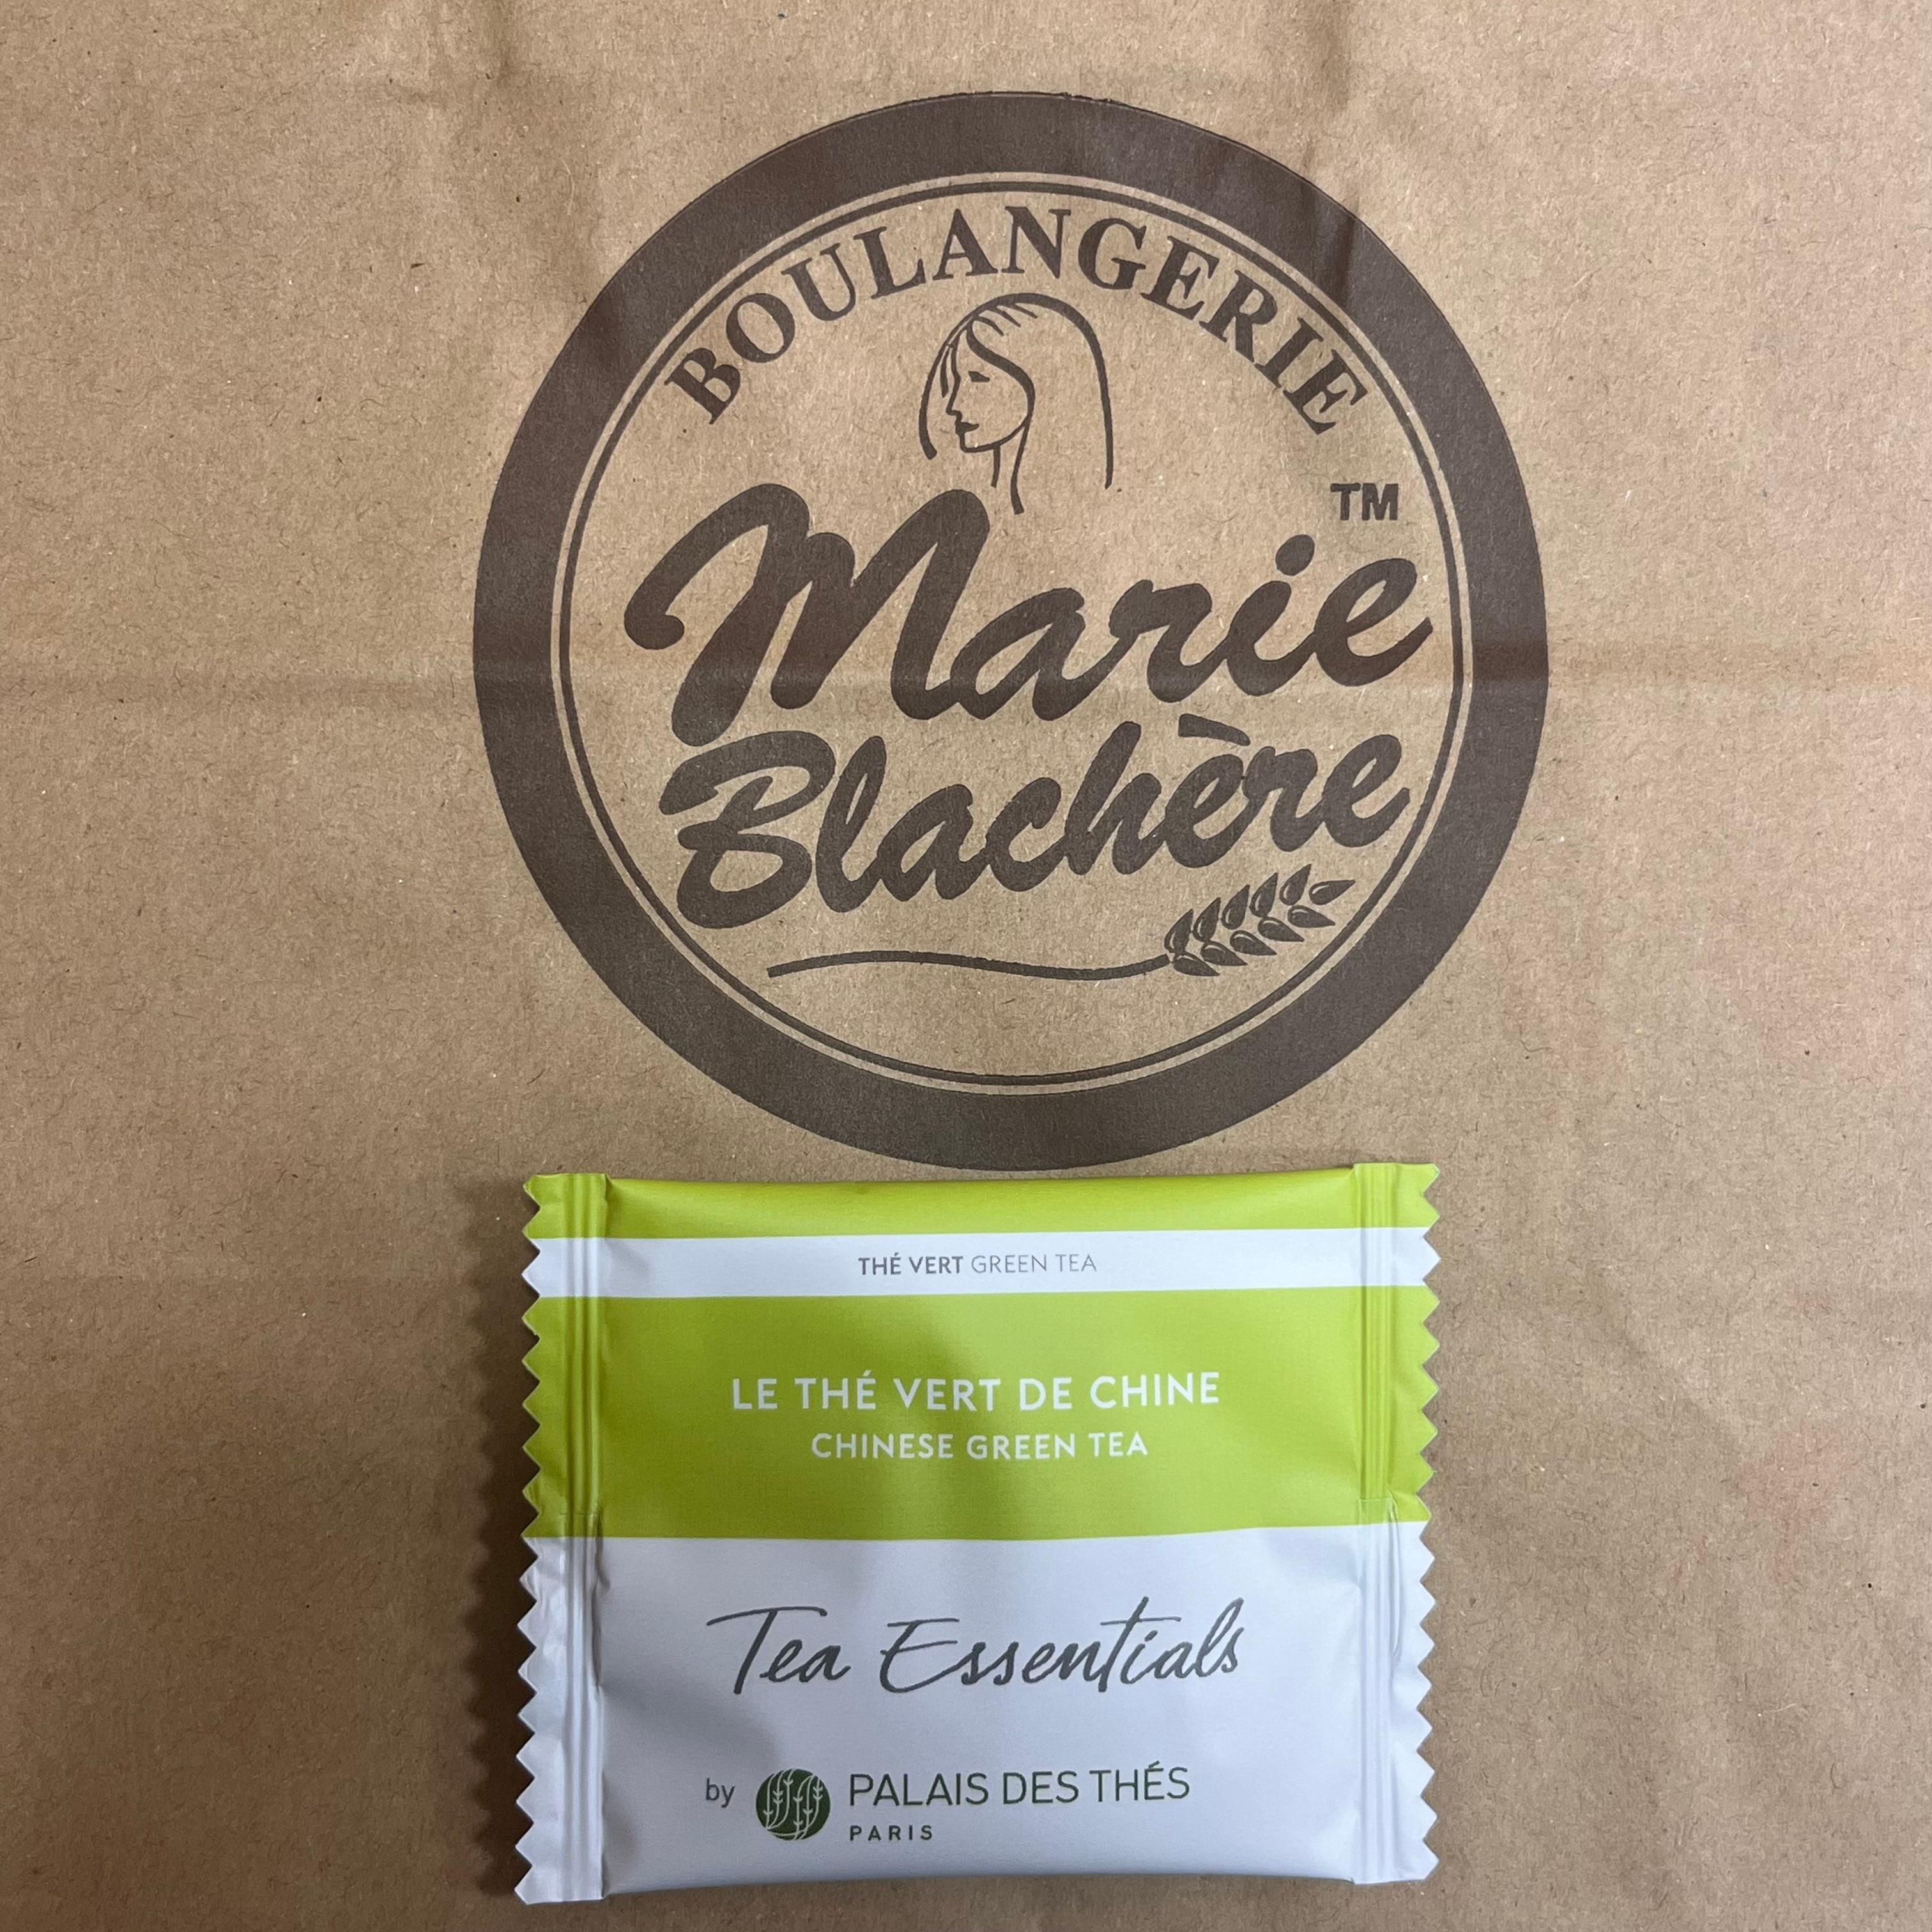 BOULANGERIE
TM
Marie
Blachère
THÉ VERT GREEN TEA
LE THÉ VERT DE CHINE
CHINESE GREEN TEA
Tea Essentials
by PALAIS DES THÉS
PARIS